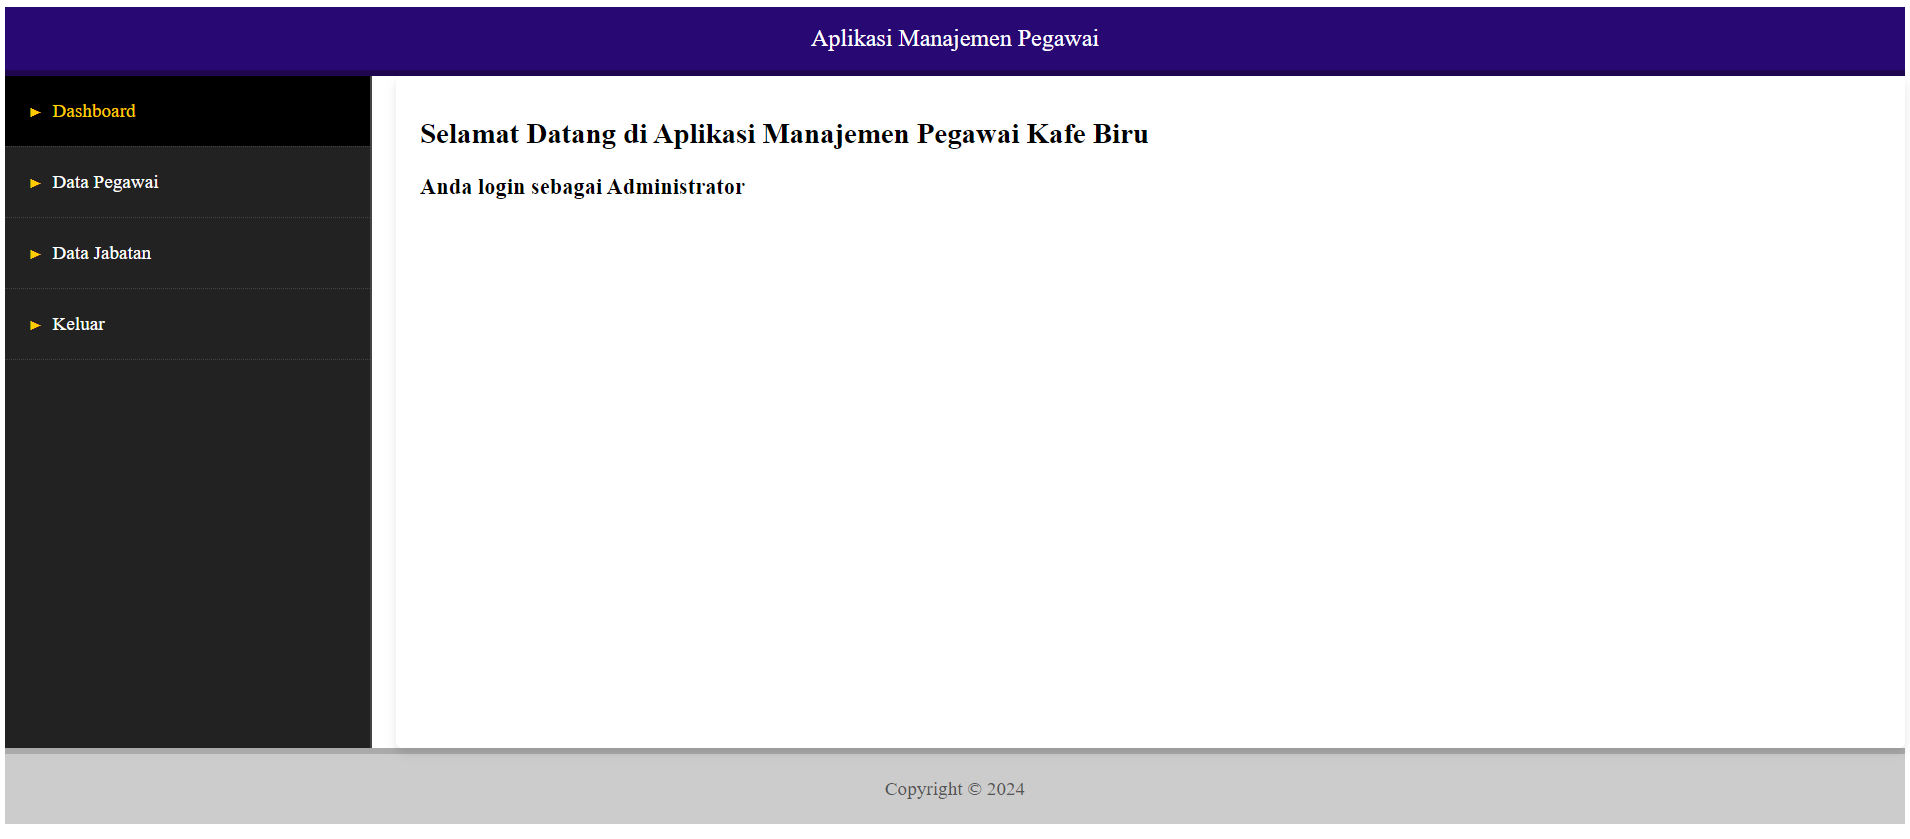 Aplikasi Manajemen Pegawai
► Dashboard
► Data Pegawai
► Data Jabatan
► Keluar
Selamat Datang di Aplikasi Manajemen Pegawai Kafe Biru
Anda login sebagai Administrator
Copyright © 2024